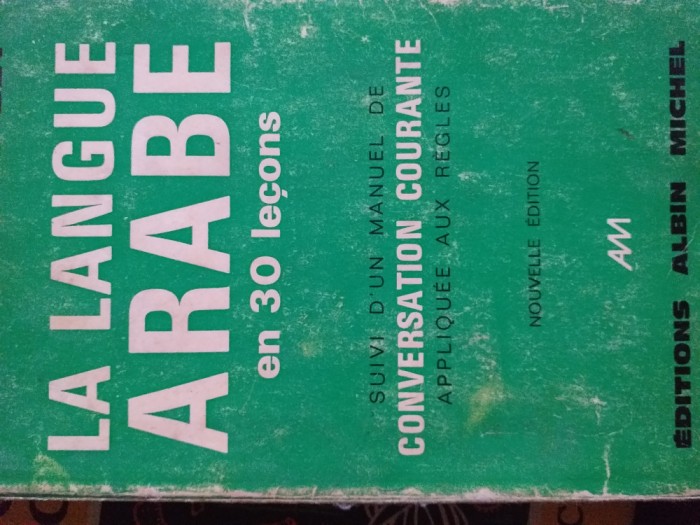 LA LANGUE
ARABE
en 30 leçons
SUIVI D'UN MANUEL DE
CONVERSATION COURANTE
APPLIQUÉE AUX RÈGLES
NOUVELLE ÉDITION
AM
ÉDITIONS ALBIN MICHEL